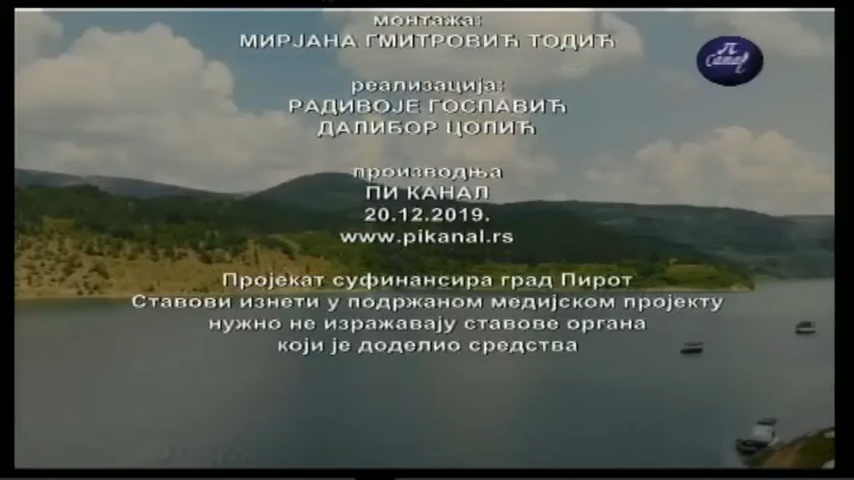 монтажа:
МИРЈАНА ГМИТРОВИЋ ТОДИЋ
реализација:
РАДИВОЈЕ ГОСПАВИЋ
ДАЛИБОР ЦОЛИЋ
производња
ПИ КАНАЛ
20.12.2019.
www.pikanal.rs
Пројекат суфинансира град Пирот
Ставови изнети у подржаном медијском пројекту
нужно не изражавају ставове органа
који је доделио средства
π
канал